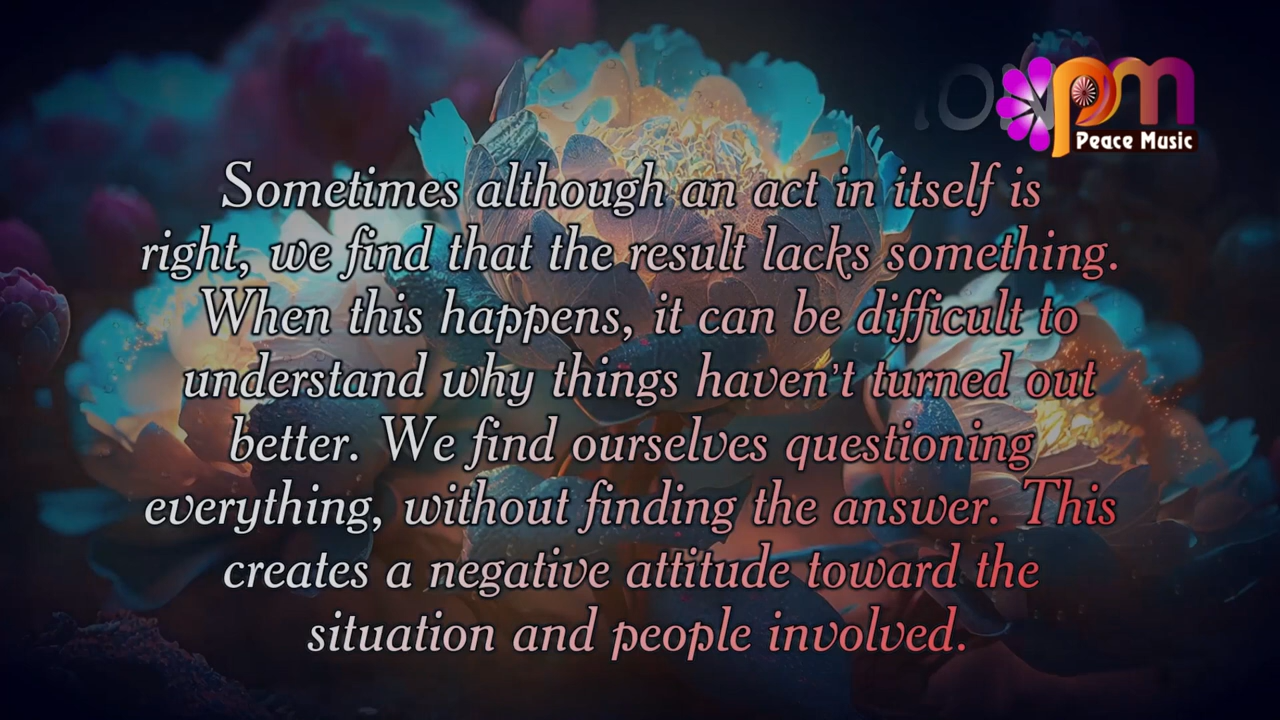 pm
Peace Music
Sometimes although an act in itself is
right, we find that the result lacks something.
When this happens, it can be difficult to
understand why things haven’t turned out
better. We find ourselves questioning
everything, without finding the answer. This
creates a negative attitude toward the
situation and people involved.